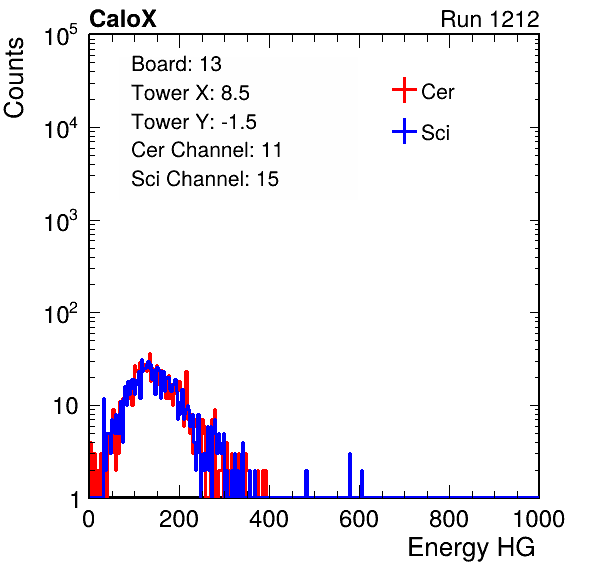 CaloX Run 1212
Counts
10^5
10^4
10^3
10^2
10
1
Board: 13
Tower X: 8.5
Tower Y: -1.5
Cer Channel: 11
Sci Channel: 15
Cer
Sci
0 200 400 600 800 1000
Energy HG